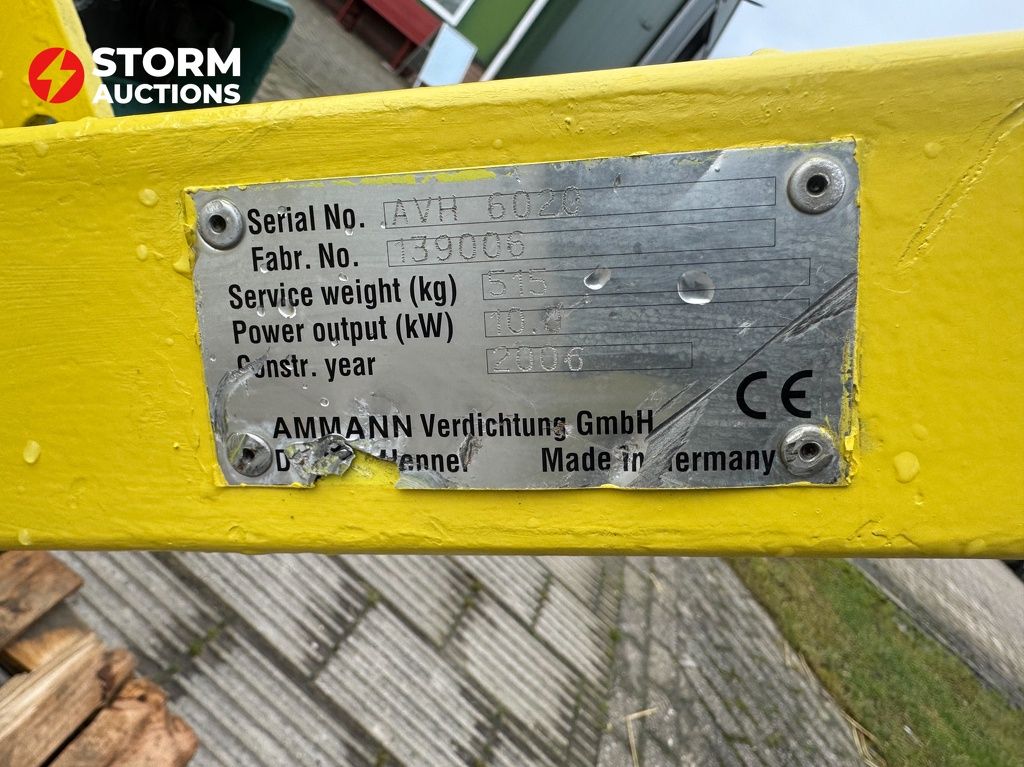 STORM
AUCTIONS
Serial No. AVH 6020
Fabr. No. 139006
Service weight (kg) 515
Power output (kW)
Constr. year 2006
CE
AMMANN Verdichtung GmbH
Made in Germany